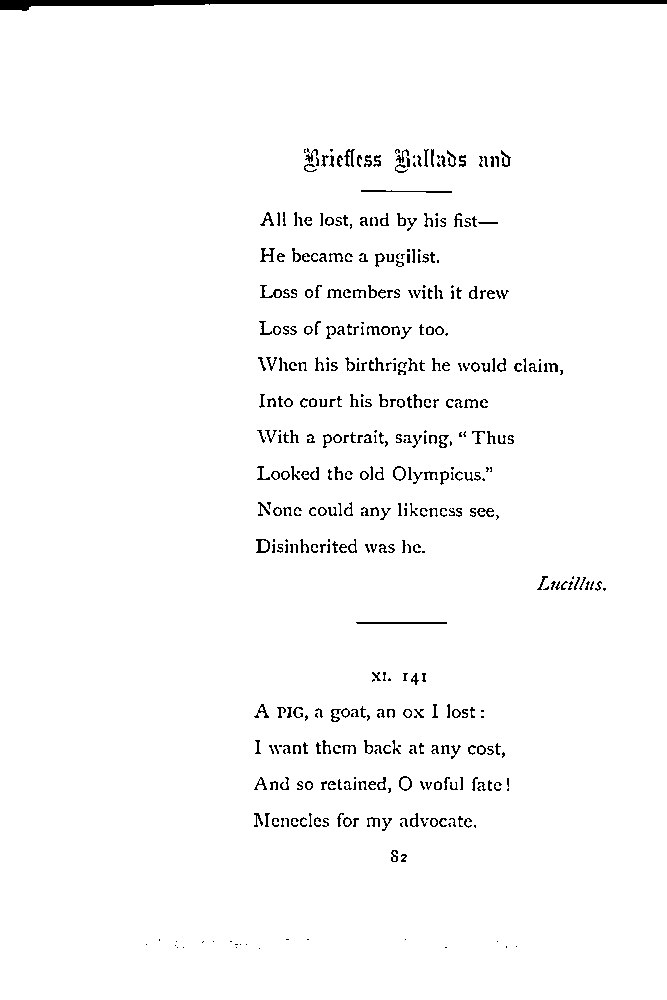 Briefless Ballads and
All he lost, and by his fist—
He became a pugilist.
Loss of members with it drew
Loss of patrimony too.
When his birthright he would claim,
Into court his brother came
With a portrait, saying, “Thus
Looked the old Olympicus.”
None could any likeness see,
Disinherited was he.
Lucillus.
XI. 141
A PIG, a goat, an ox I lost:
I want them back at any cost,
And so retained, O woful fate!
Menecles for my advocate.
82